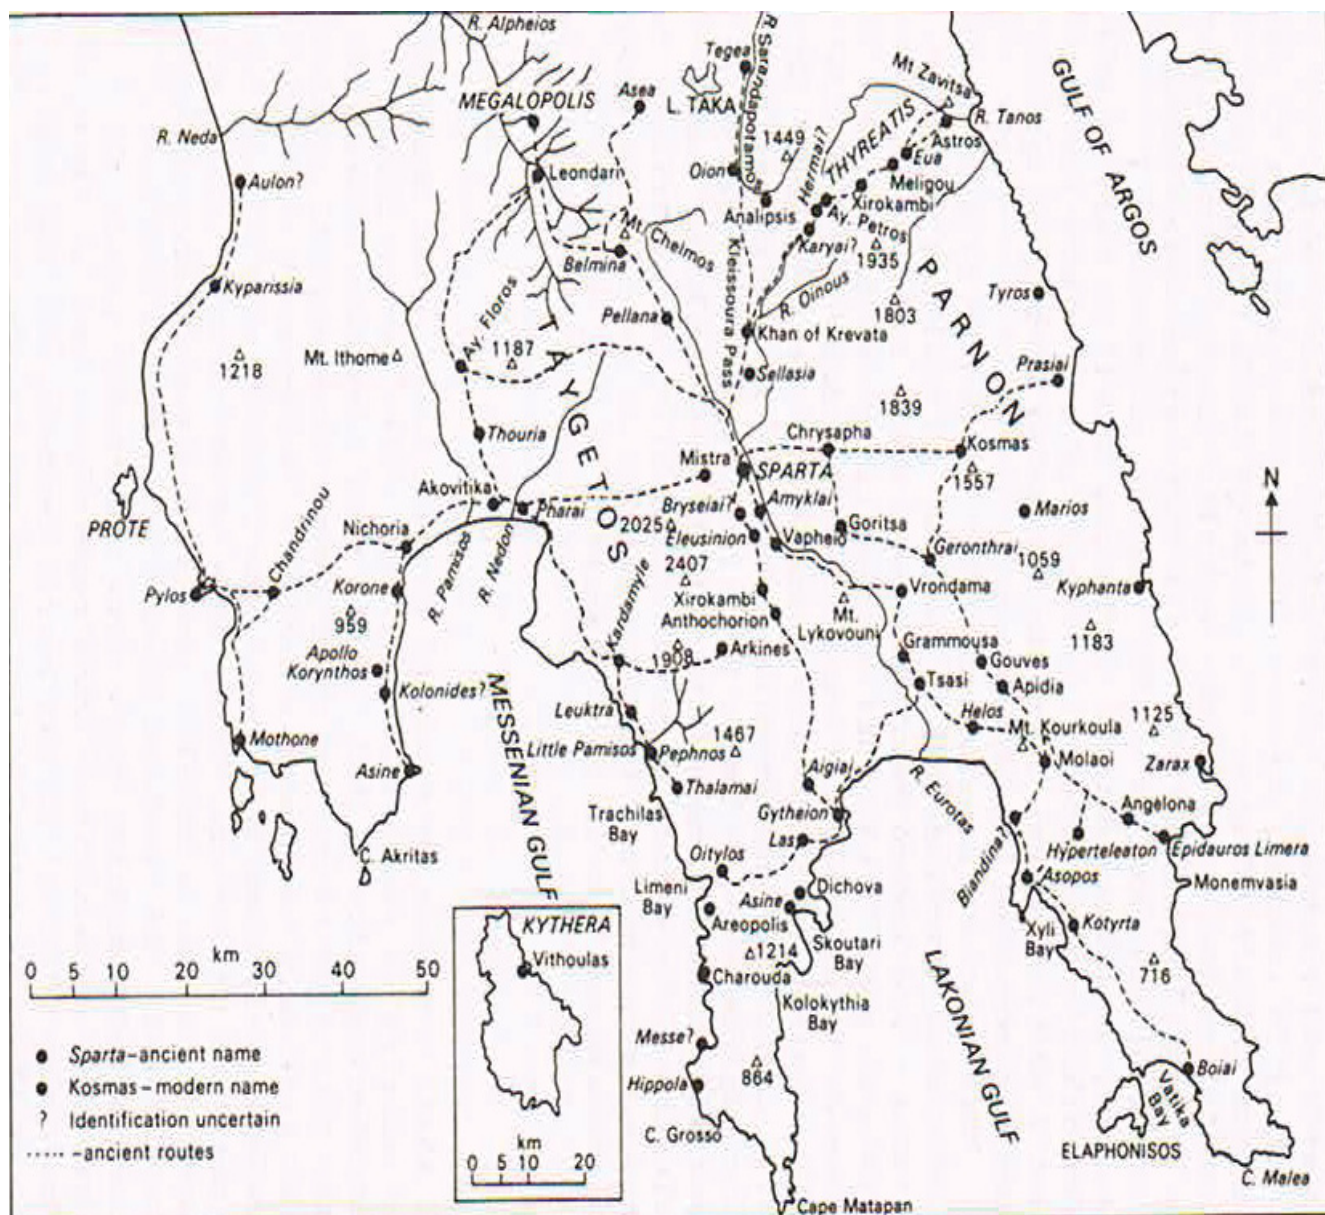 R. Alpheios
R. Sarandapotamos
Tegea
Mt Zavitsa
GULF OF ARGOS
Asea
L. TAKA
MEGALOPOLIS
R. Neda
R. Tanos
Astros
1449
THYREATIS
Hermai?
Eua
Meligou
Xirokambi
Oion
Leondari
Aulon?
Analipsis
Ay. Petros
Mt. Chelmos
Karyai?
1935
Belmina
Kleissoura Pass
PARNON
R. Oinous
Kyparissia
Tyros
1803
Pellana
Khan of Krevata
Ay. Floros
TAYGETOS
1187
Mt. Ithome
1218
Sellasia
Prasiai
1839
Thouria
Chrysapha
Kosmas
Mistra
SPARTA
1557
N
Akovitika
Pharai
Bryseiai?
Amyklai
Marios
PROTE
Chandrinou
Nichoria
2025
Eleusinion
Vapheio
Goritsa
Geronthrai
1059
R. Pamisos
R. Nedon
2407
Pylos
Korone
Kardamyle
Xirokambi
Anthochorion
Vrondama
Kyphanta
959
Mt.
Lykovouni
1183
Apollo
Korynthos
1908
Arkines
Grammousa
Gouves
Tsasi
Apidia
Kolonides?
MESSENIAN GULF
Leuktra
Helos
1125
Mt. Kourkoula
Mothone
Little Pamisos
Pephnos
1467
Molaoi
Zarax
Asine
Thalamai
Aigiai
R. Eurotas
Trachilas
Bay
Gytheion
Angelona
Las
Biandina?
Hyperteleaton
Epidauros Limera
C. Akritas
Oitylos
Asopos
Monemvasia
Limeni
Bay
Dichova
Asine
Areopolis
Skoutari
Bay
Xyli
Bay
Kotyrta
KYTHERA
Vithoulas
1214
716
km
0 5 10 20 30 40 50
Charouda
Kolokythia
Bay
LAKONIAN GULF
Messe?
864
Hippola
Boiai
Vatika
Bay
C. Grosso
ELAPHONISOS
km
0 10 20
C. Malea
Cape Matapan
Sparta – ancient name
Kosmas – modern name
? Identification uncertain
..... – ancient routes